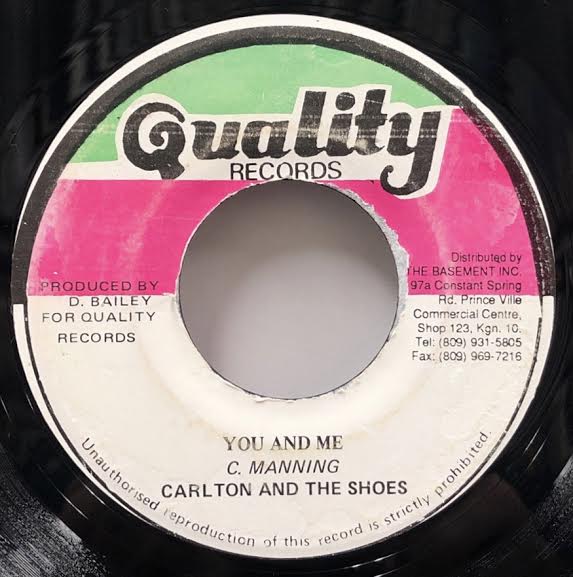 Quality
RECORDS
PRODUCED BY
D. BAILEY
FOR QUALITY
RECORDS
Distributed by
THE BASEMENT INC.
97a Constant Spring
Rd. Prince Ville
Commercial Centre,
Shop 123, Kgn. 10.
Tel: (809) 931-5805
Fax: (809) 969-7216
YOU AND ME
C. MANNING
CARLTON AND THE SHOES
Unauthorised reproduction of this record is strictly prohibited.